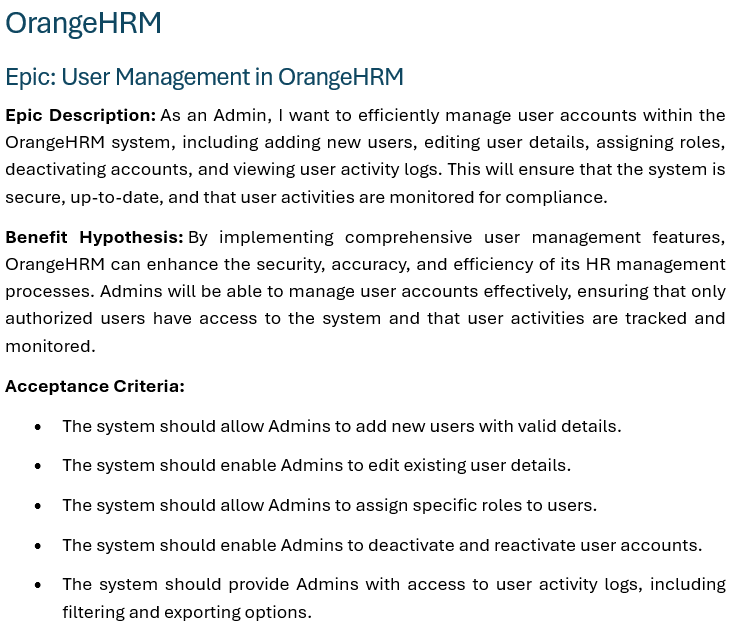 OrangeHRM
Epic: User Management in OrangeHRM
Epic Description: As an Admin, I want to efficiently manage user accounts within the
OrangeHRM system, including adding new users, editing user details, assigning roles,
deactivating accounts, and viewing user activity logs. This will ensure that the system is
secure, up-to-date, and that user activities are monitored for compliance.
Benefit Hypothesis: By implementing comprehensive user management features,
OrangeHRM can enhance the security, accuracy, and efficiency of its HR management
processes. Admins will be able to manage user accounts effectively, ensuring that only
authorized users have access to the system and that user activities are tracked and
monitored.
Acceptance Criteria:
• The system should allow Admins to add new users with valid details.
• The system should enable Admins to edit existing user details.
• The system should allow Admins to assign specific roles to users.
• The system should enable Admins to deactivate and reactivate user accounts.
• The system should provide Admins with access to user activity logs, including
filtering and exporting options.